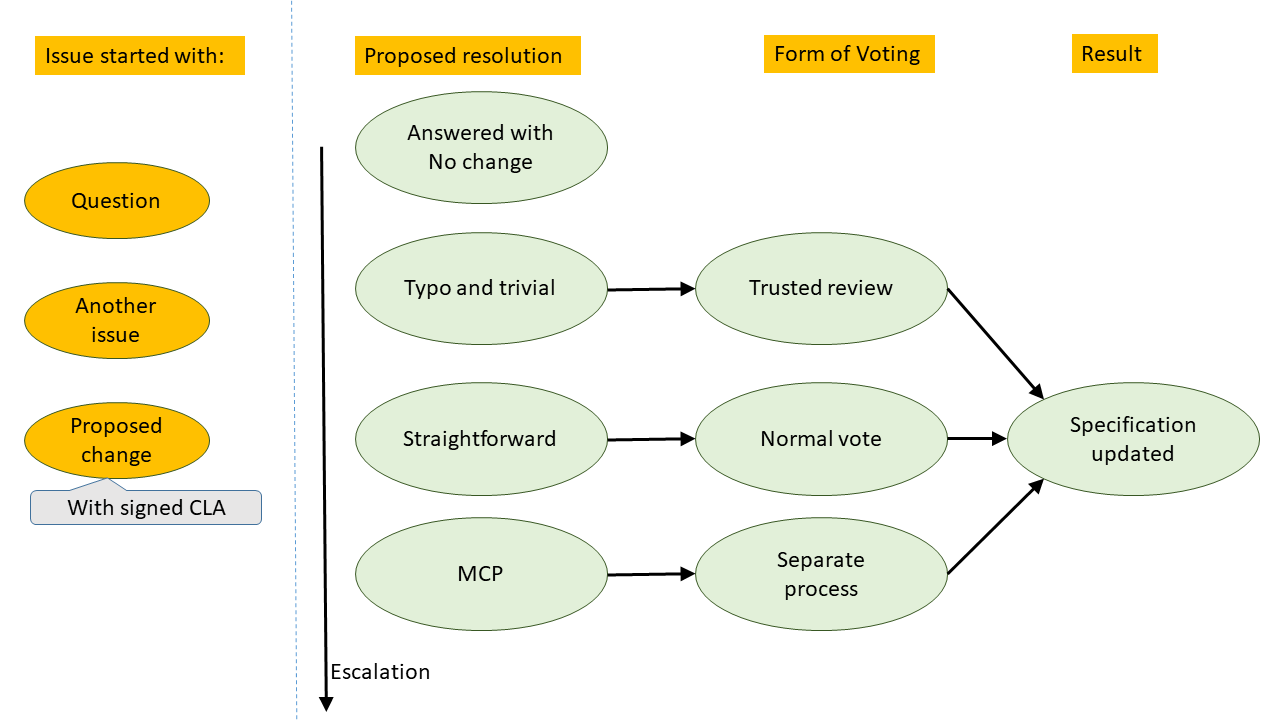 Issue started with:
Proposed resolution
Form of Voting
Result
Question
Another
issue
Proposed
change
With signed CLA
Answered with
No change
Typo and trivial
Trusted review
Straightforward
Normal vote
Specification
updated
MCP
Separate
process
Escalation